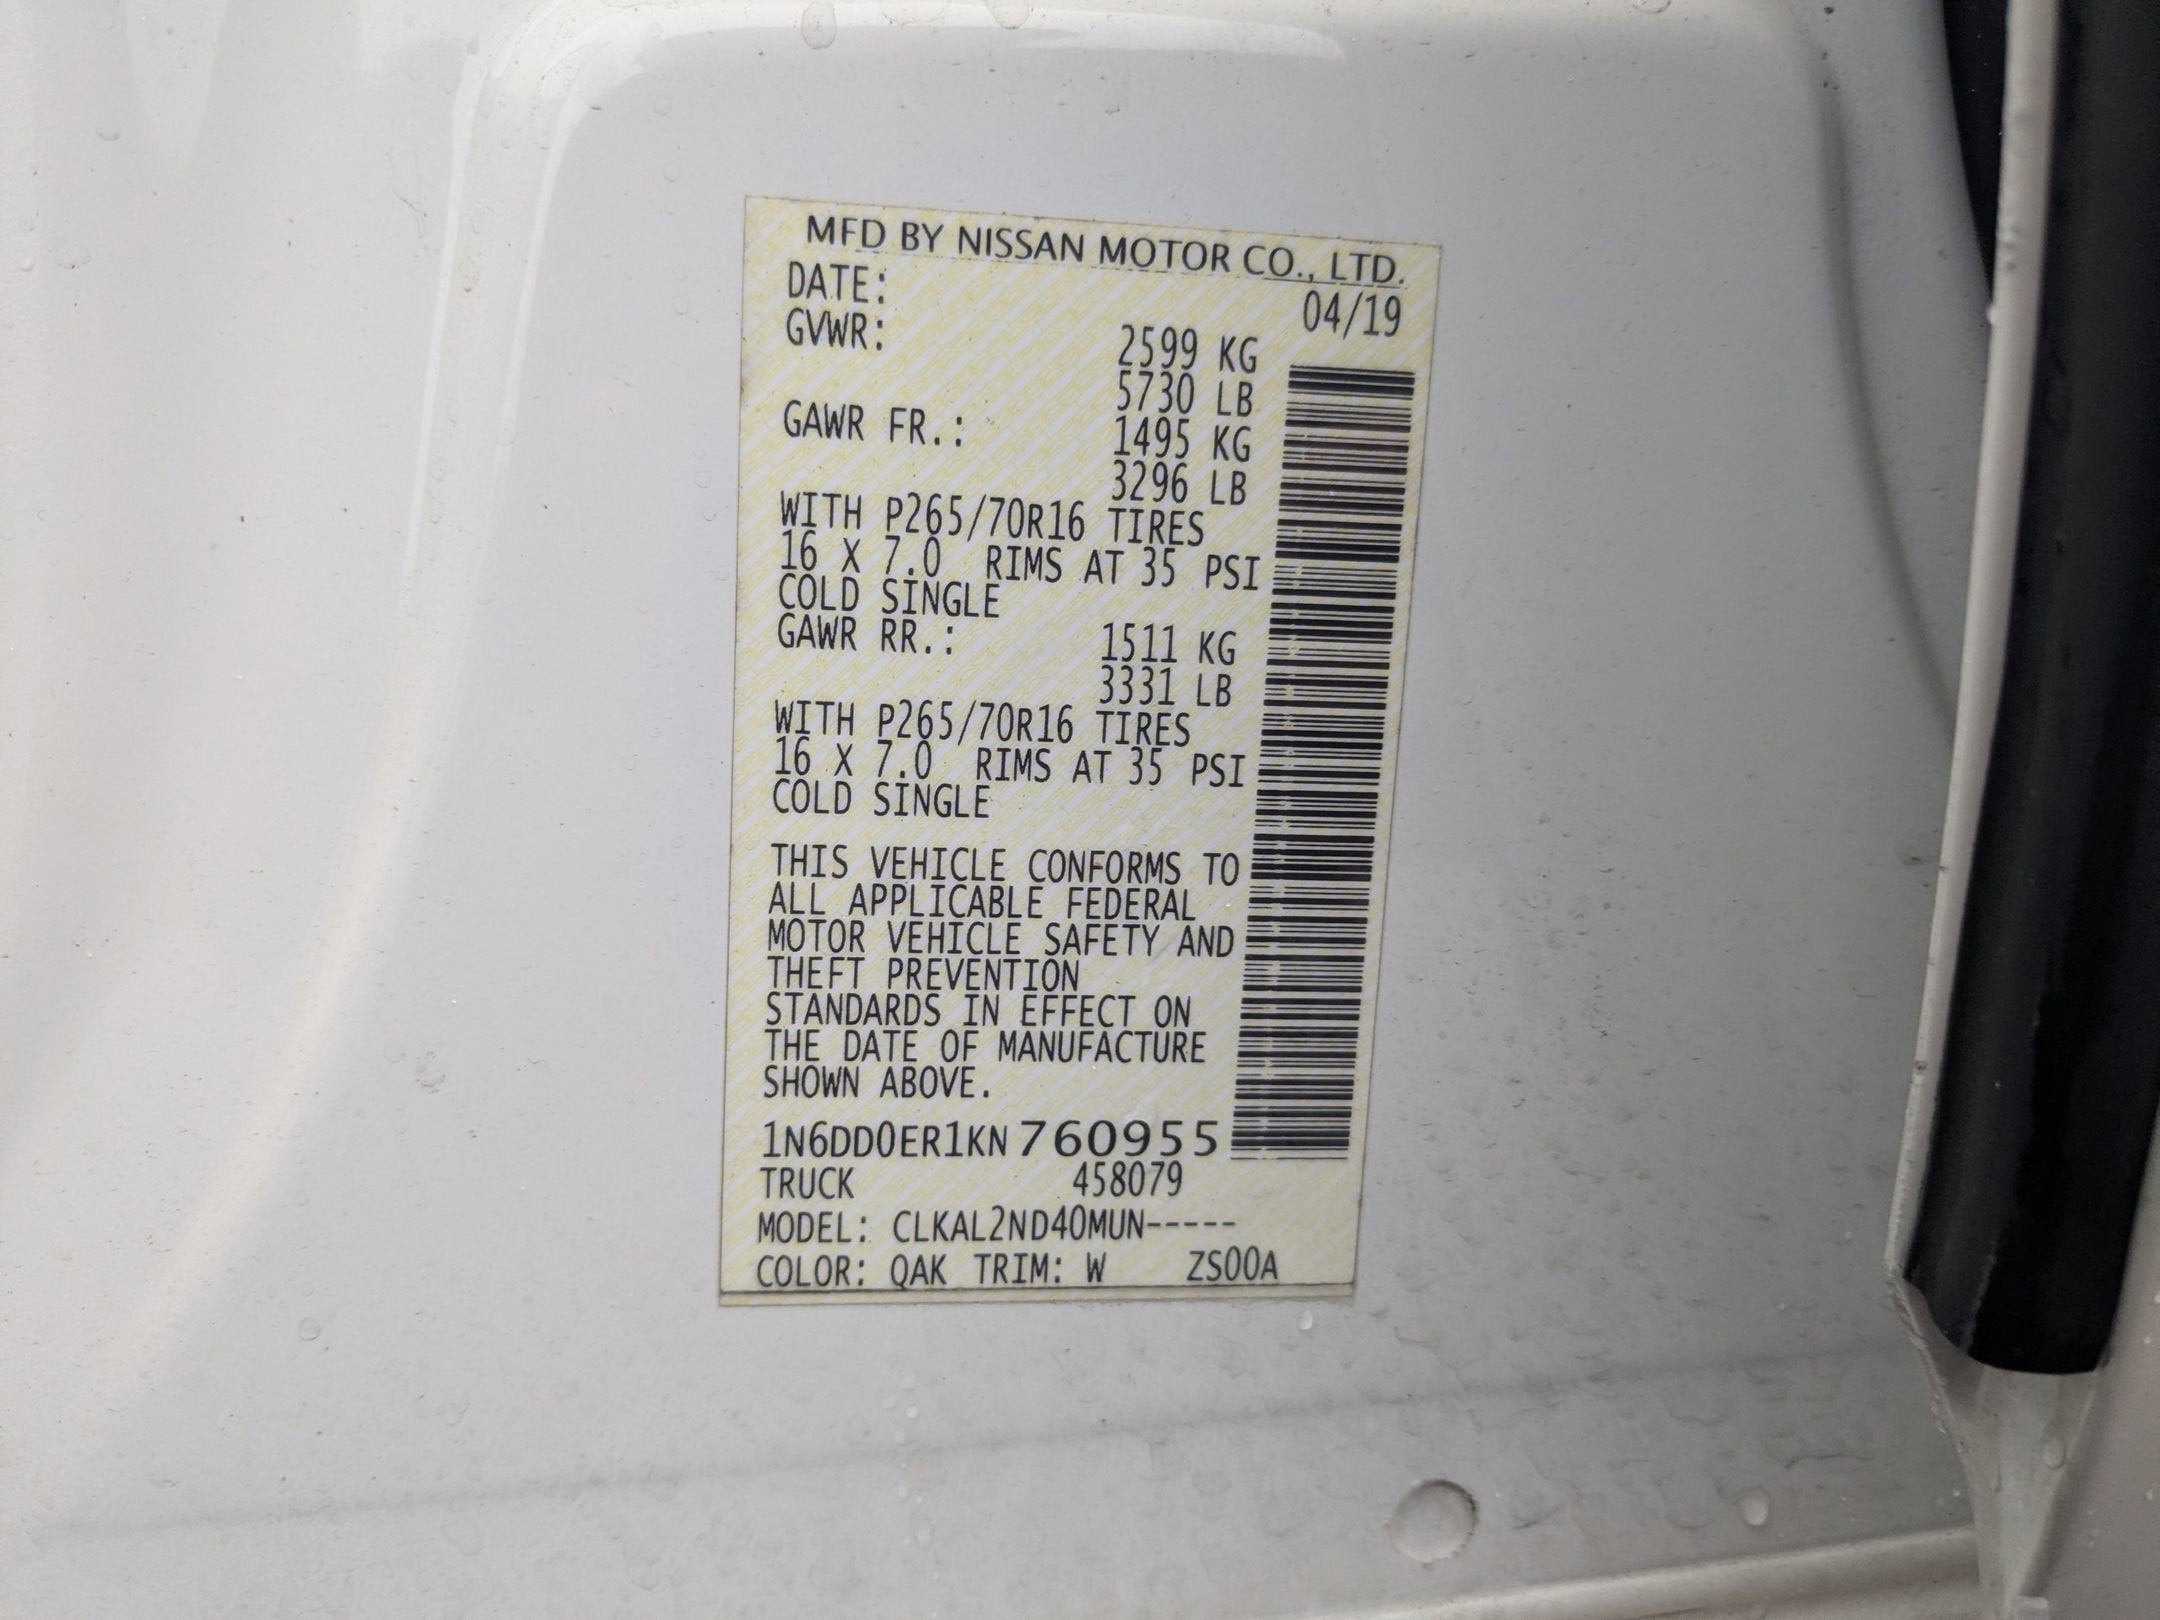 MFD BY NISSAN MOTOR CO., LTD.
DATE: 04/19
GVWR: 2599 KG
5730 LB
GAWR FR.: 1495 KG
3296 LB
WITH P265/70R16 TIRES
16 X 7.0 RIMS AT 35 PSI
COLD SINGLE
GAWR RR.: 1511 KG
3331 LB
WITH P265/70R16 TIRES
16 X 7.0 RIMS AT 35 PSI
COLD SINGLE
THIS VEHICLE CONFORMS TO
ALL APPLICABLE FEDERAL
MOTOR VEHICLE SAFETY AND
THEFT PREVENTION
STANDARDS IN EFFECT ON
THE DATE OF MANUFACTURE
SHOWN ABOVE.
1N6DD0ER1KN760955
TRUCK 458079
MODEL: CLKAL2ND40MUN-----
COLOR: QAK TRIM: W ZS00A